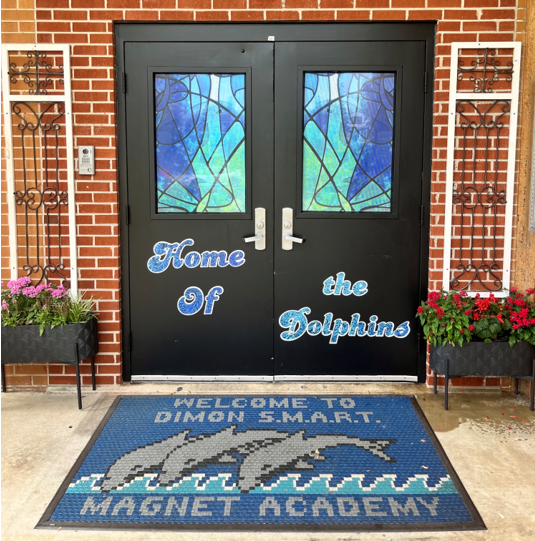 Home
Of
the
Dolphins
WELCOME TO
DIMON S.M.A.R.T.
MAGNET ACADEMY